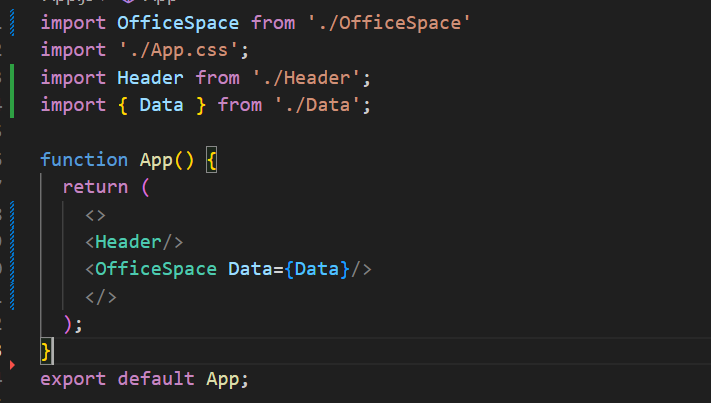 import OfficeSpace from './OfficeSpace'
import './App.css';
import Header from './Header';
import { Data } from './Data';
function App() {
return (
<>
<Header/>
<OfficeSpace Data={Data}/>
</>
);
}
export default App;